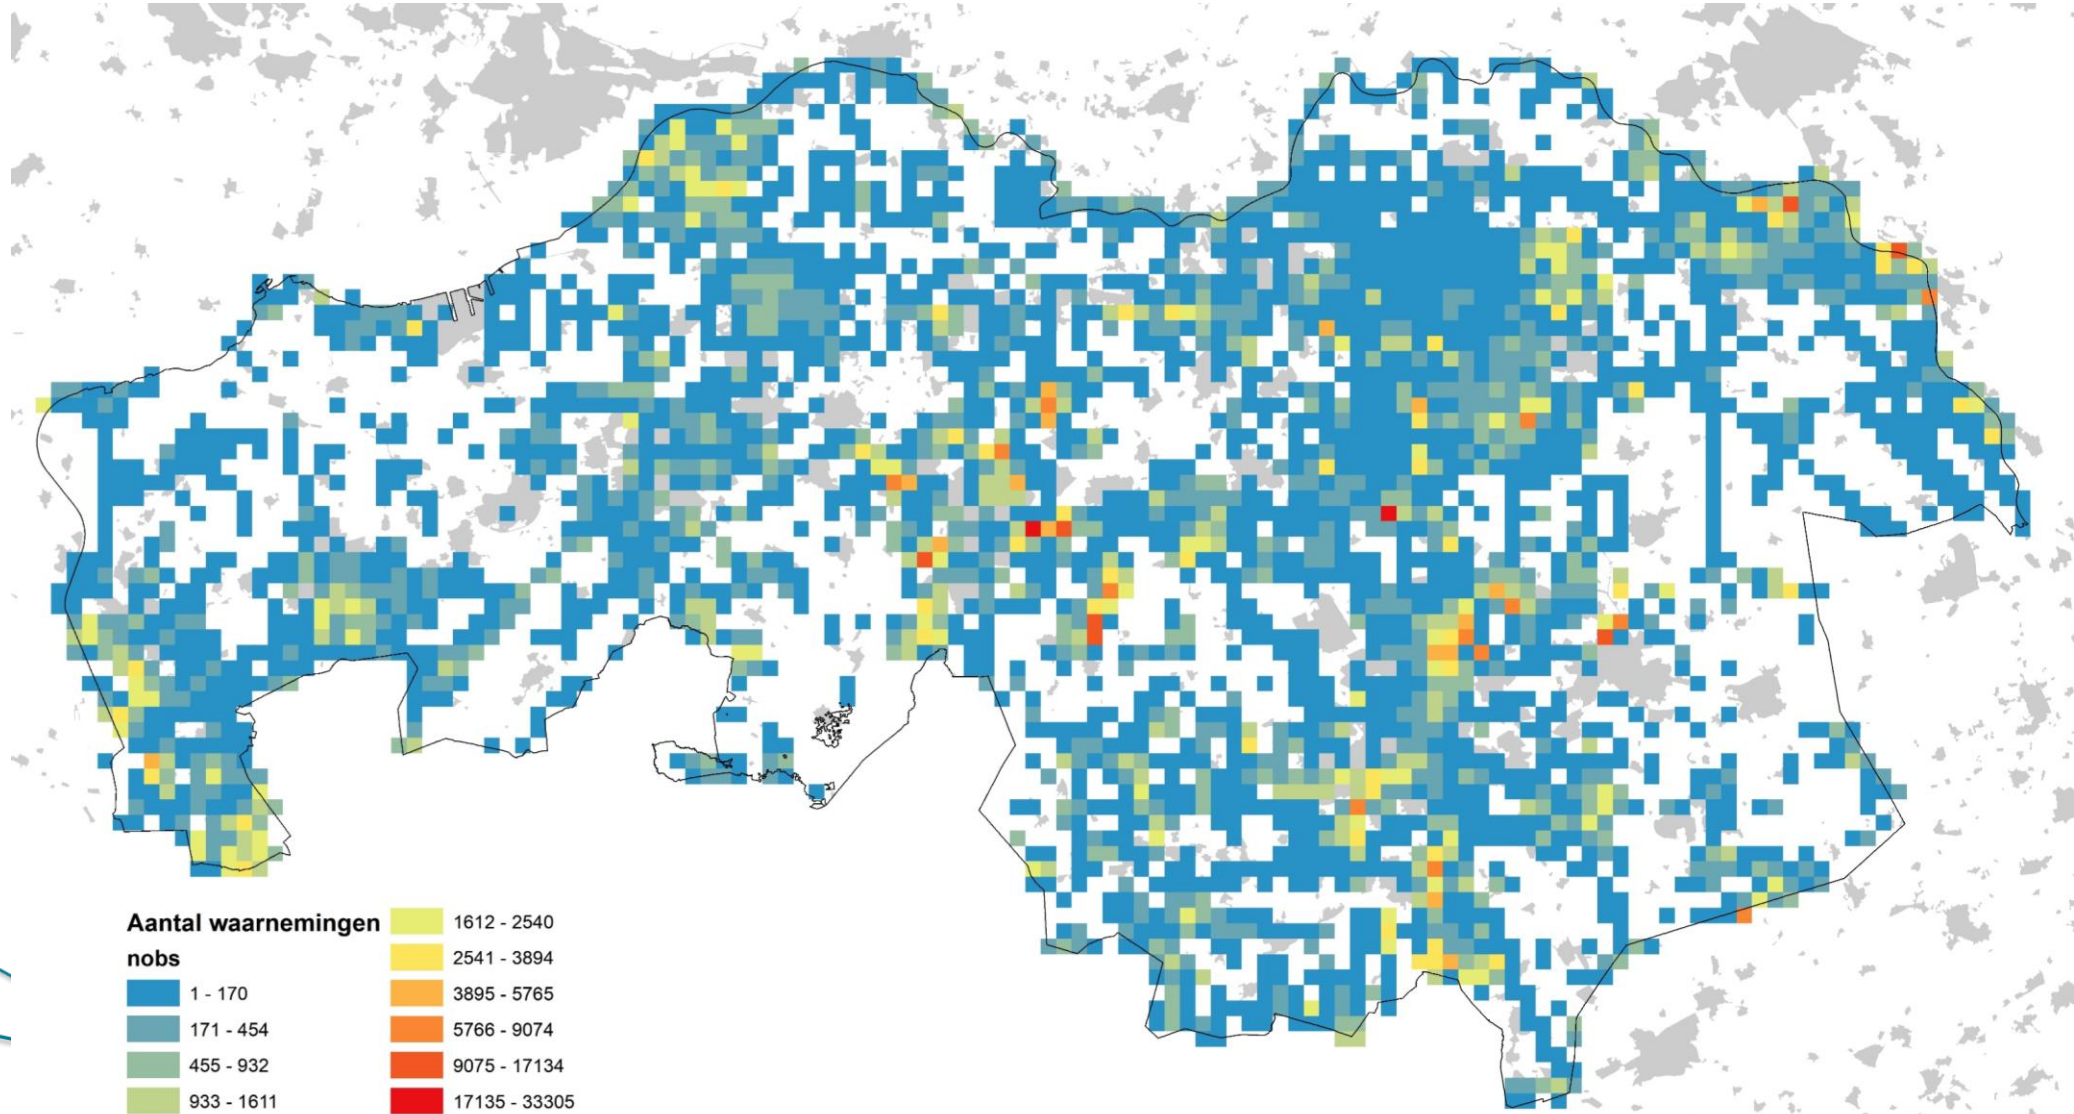 Aantal waarnemingen
nobs
1 - 170
171 - 454
455 - 932
933 - 1611
1612 - 2540
2541 - 3894
3895 - 5765
5766 - 9074
9075 - 17134
17135 - 33305